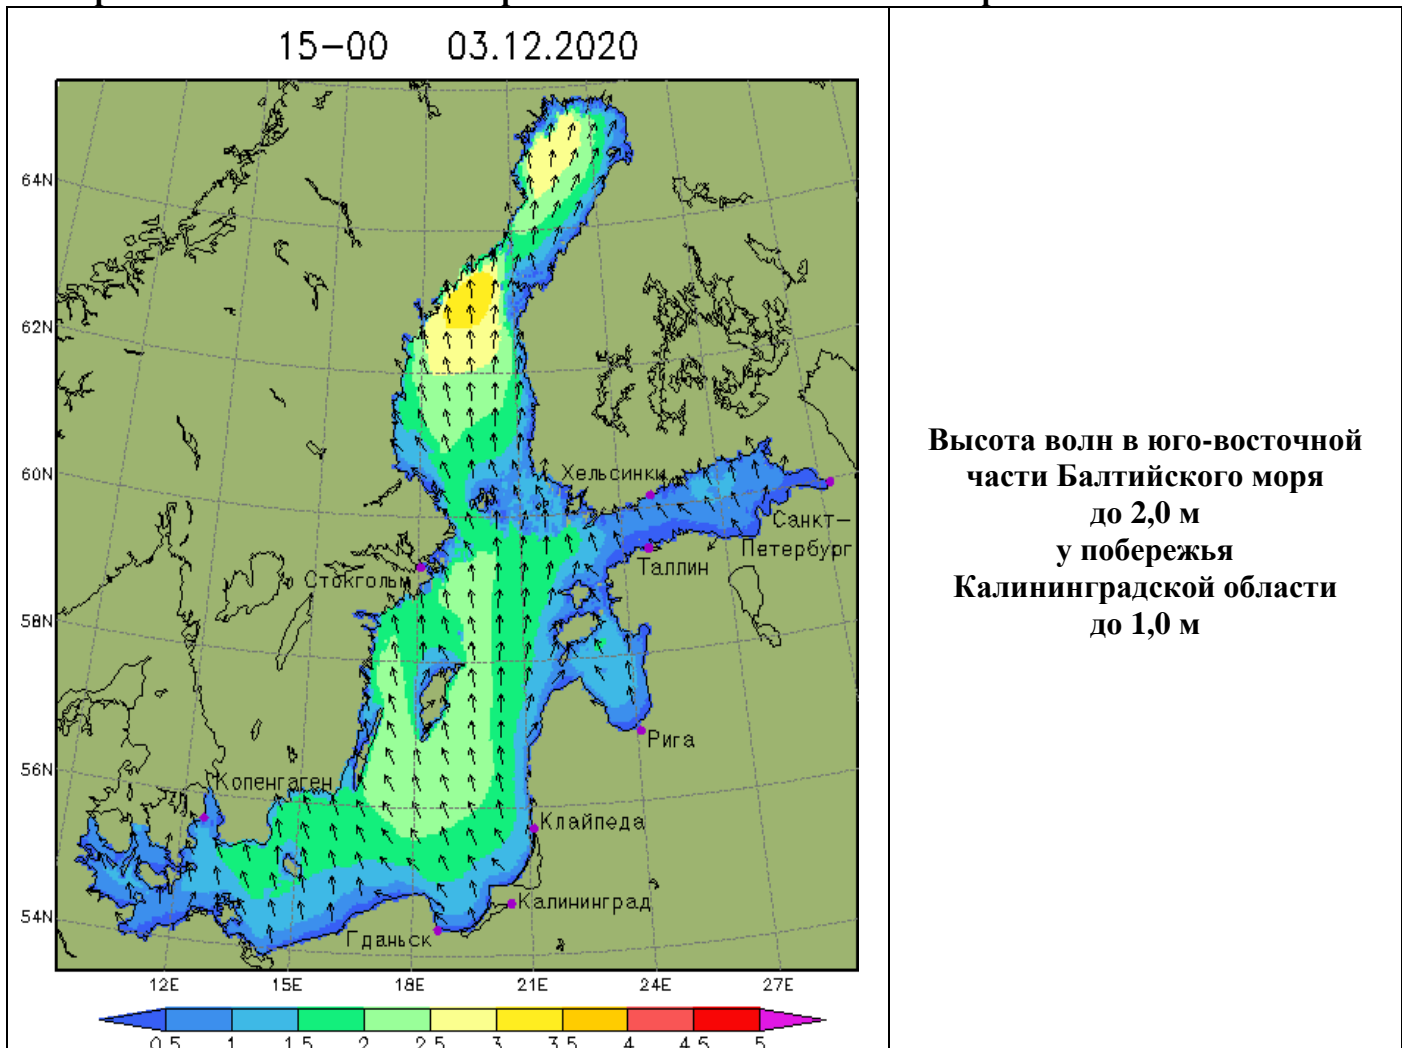 15-00 03.12.2020
64N
62N
60N
58N
56N
54N
Хельсинки
Санкт-
Петербург
Таллин
Стокгольм
Рига
Копенгаген
Клайпеда
Калининград
Гданьск
12E 15E 18E 21E 24E 27E
0.5 1 1.5 2 2.5 3 3.5 4 4.5 5
Высота волн в юго-восточной
части Балтийского моря
до 2,0 м
у побережья
Калининградской области
до 1,0 м